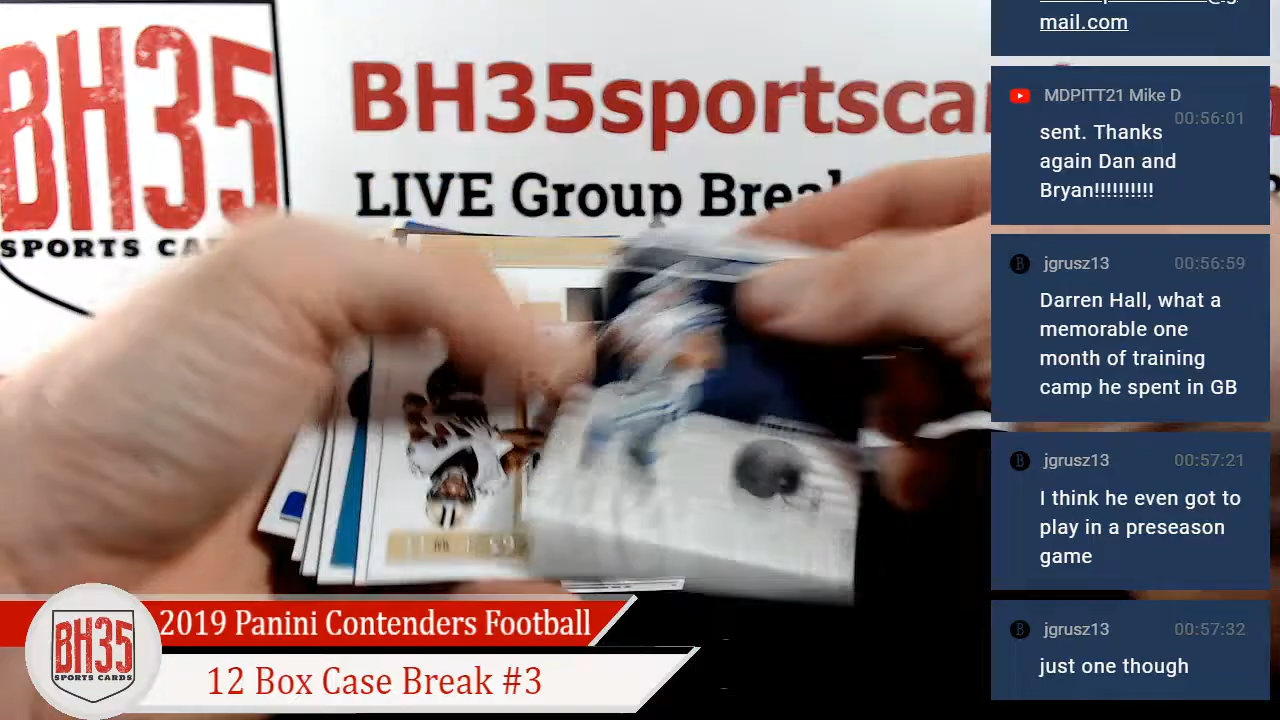 BH35
SPORTS CA
BH35sportsca
LIVE Group Brea
mail.com
MDPITT21 Mike D
00:56:01
sent. Thanks
again Dan and
Bryan!!!!!!!!!!
jgrusz13 00:56:59
Darren Hall, what a
memorable one
month of training
camp he spent in GB
jgrusz13 00:57:21
I think he even got to
play in a preseason
game
jgrusz13 00:57:32
just one though
BH35
SPORTS CARDS
2019 Panini Contenders Football
12 Box Case Break #3